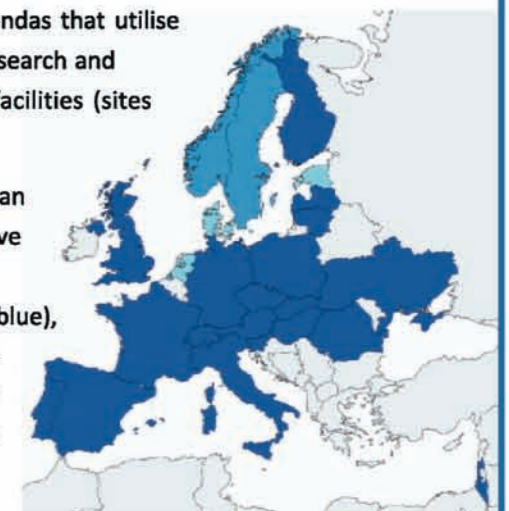 ndas that utilise
search and
facilities (sites
an
ve
blue),